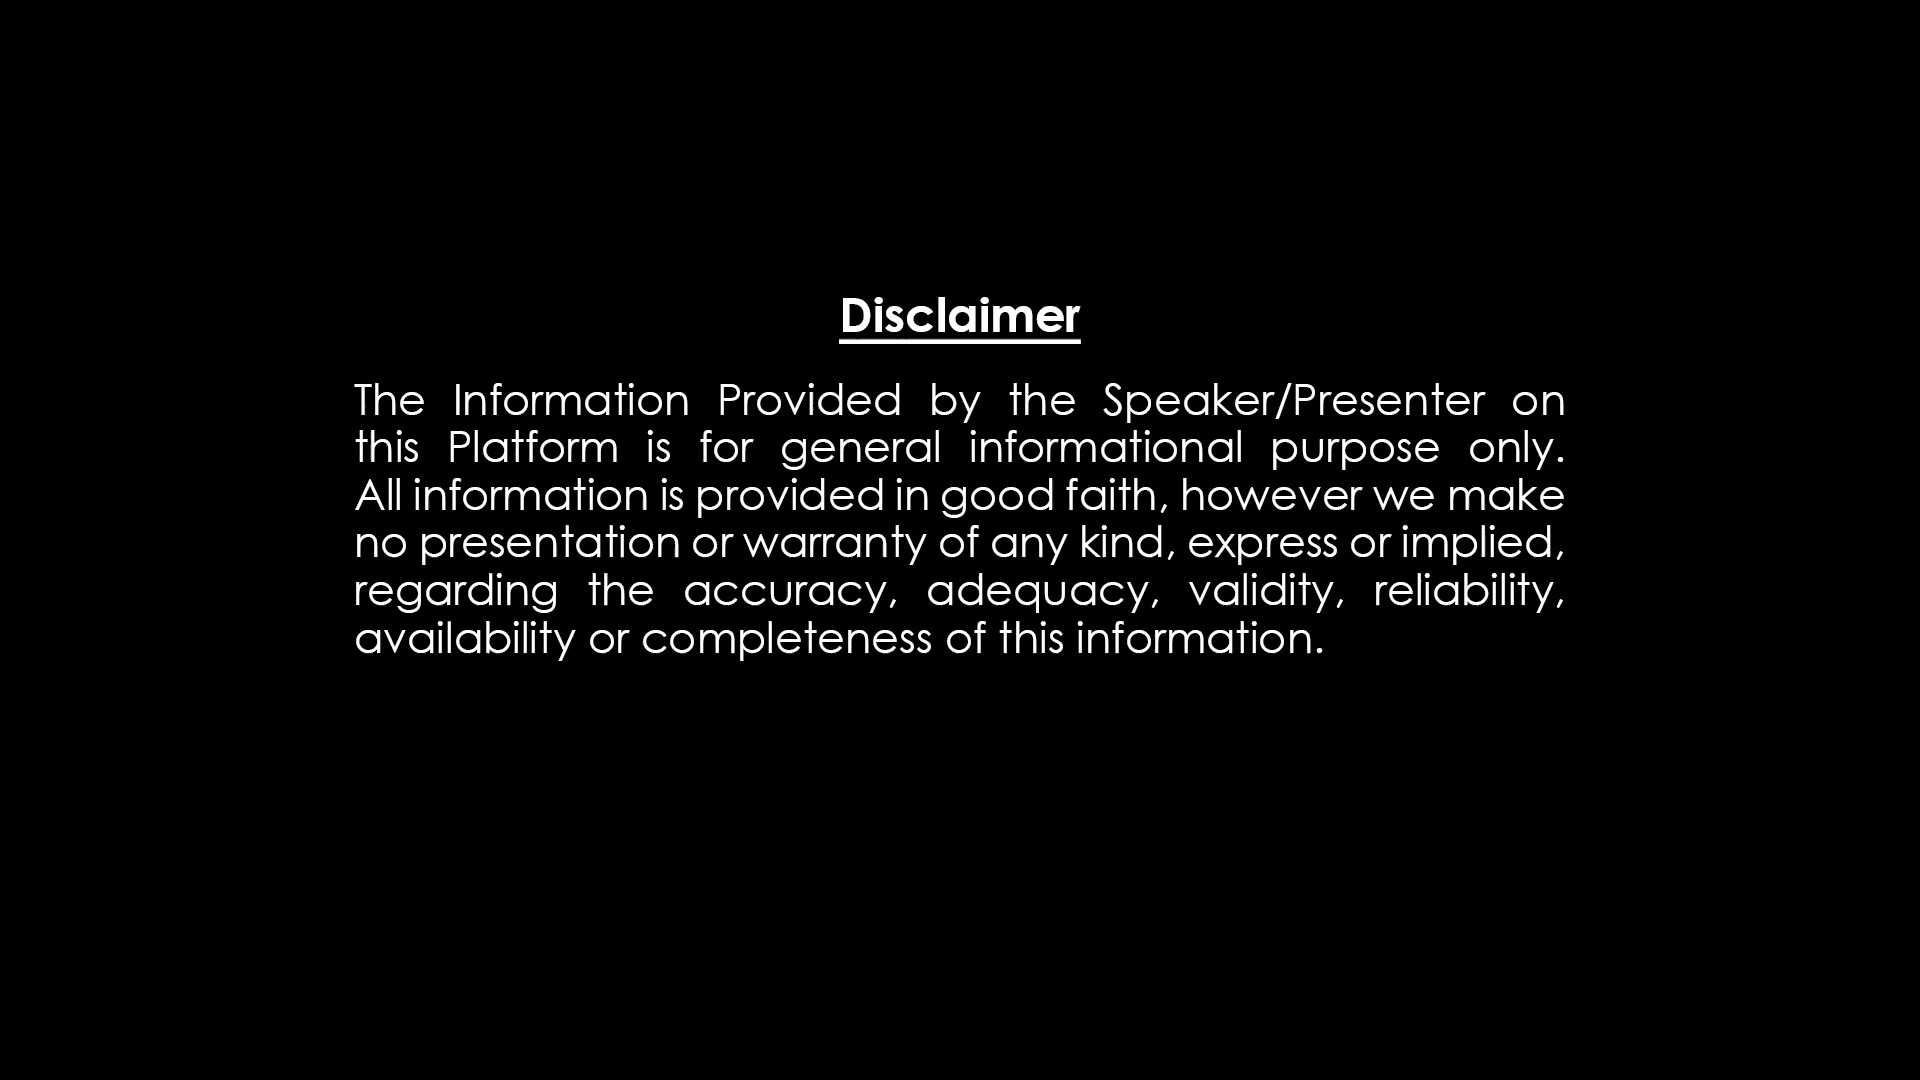 Disclaimer
The Information Provided by the Speaker/Presenter on
this Platform is for general informational purpose only.
All information is provided in good faith, however we make
no presentation or warranty of any kind, express or implied,
regarding the accuracy, adequacy, validity, reliability,
availability or completeness of this information.